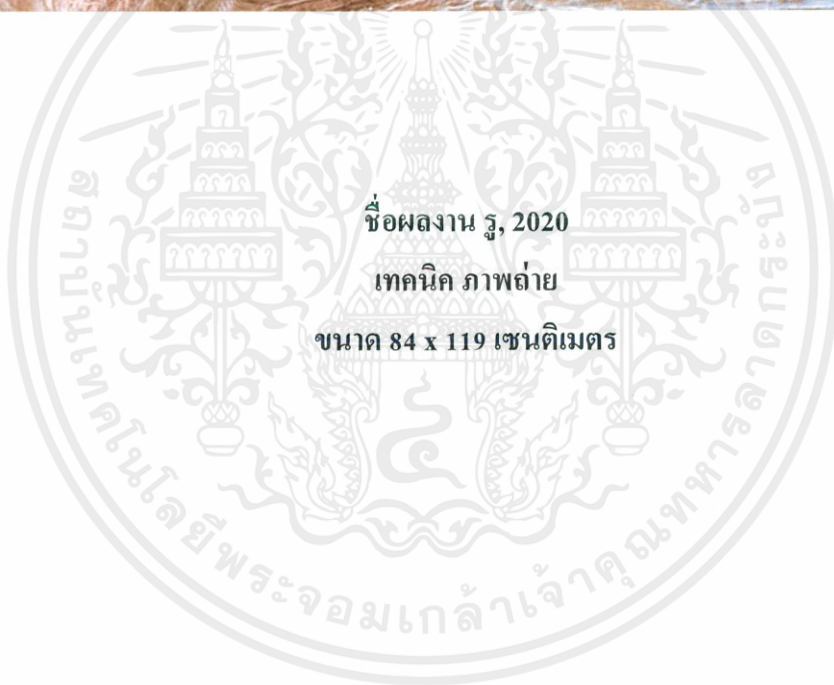 ชื่อผลงาน รู, 2020
เทคนิค ภาพถ่าย
ขนาด 84 x 119 เซนติเมตร
สถาบันเทคโนโลยีพระจอมเกล้าเจ้าคุณทหารลาดกระบัง